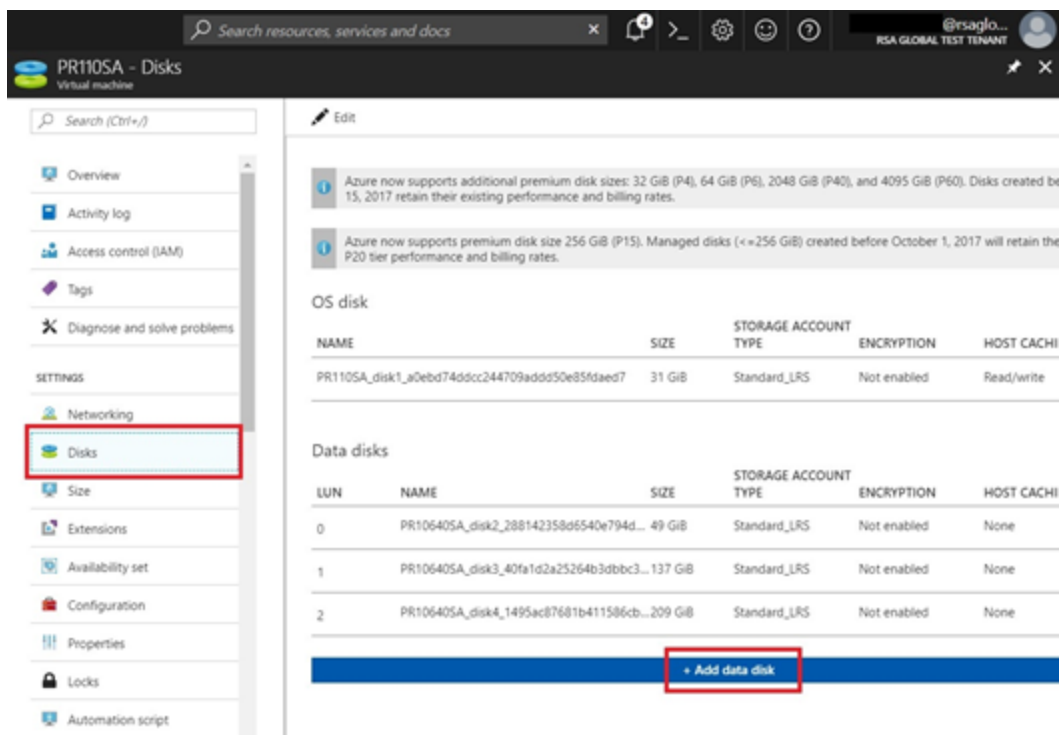 Search resources, services and docs
4
@rsaglo...
RSA GLOBAL TEST TENANT
PR110SA - Disks
Virtual machine
Search (Ctrl+/)
Overview
Activity log
Access control (IAM)
Tags
Diagnose and solve problems
SETTINGS
Networking
Disks
Size
Extensions
Availability set
Configuration
Properties
Locks
Automation script
Edit
Azure now supports additional premium disk sizes: 32 GiB (P4), 64 GiB (P6), 2048 GiB (P40), and 4095 GiB (P60). Disks created be
15, 2017 retain their existing performance and billing rates.
Azure now supports premium disk size 256 GiB (P15). Managed disks (<=256 GiB) created before October 1, 2017 will retain the
P20 tier performance and billing rates.
OS disk
NAME SIZE STORAGE ACCOUNT TYPE ENCRYPTION HOST CACHI
PR110SA_disk1_a0ebd74ddcc244709addd50e85fdaed7 31 GiB Standard_LRS Not enabled Read/write
Data disks
LUN NAME SIZE STORAGE ACCOUNT TYPE ENCRYPTION HOST CACHI
0 PR10640SA_disk2_288142358d6540e794d... 49 GiB Standard_LRS Not enabled None
1 PR10640SA_disk3_40fa1d2a25264b3dbbc3... 137 GiB Standard_LRS Not enabled None
2 PR10640SA_disk4_1495ac87681b411586cb... 209 GiB Standard_LRS Not enabled None
+ Add data disk